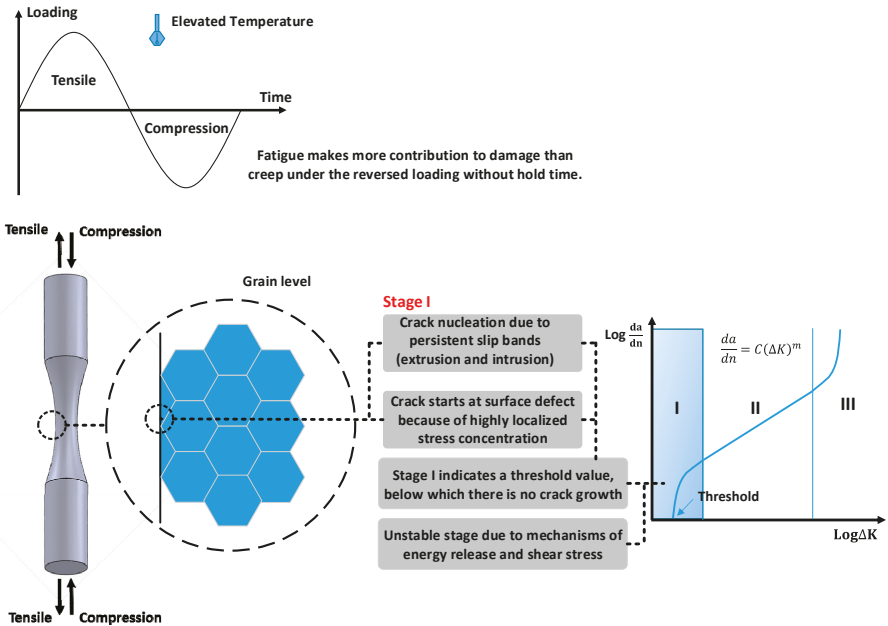 Loading
Elevated Temperature
Tensile
Time
Compression
Fatigue makes more contribution to damage than
creep under the reversed loading without hold time.
Tensile Compression
Grain level
Stage I
Crack nucleation due to
persistent slip bands
(extrusion and intrusion)
Crack starts at surface defect
because of highly localized
stress concentration
Stage I indicates a threshold value,
below which there is no crack growth
Unstable stage due to mechanisms of
energy release and shear stress
Log da/dn
da/dn = C(ΔK)^m
I II III
Threshold
LogΔK
Tensile Compression